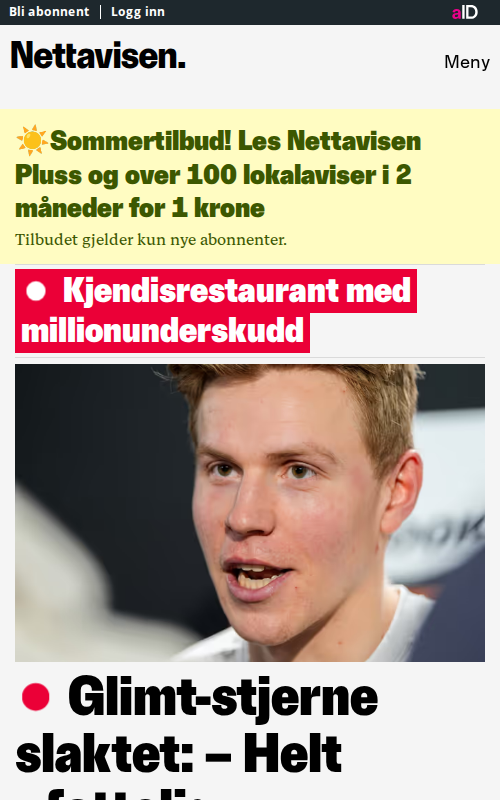 Bli abonnent | Logg inn
aID
Nettavisen.
Meny
Sommertilbud! Les Nettavisen
Pluss og over 100 lokalaviser i 2
måneder for 1 krone
Tilbudet gjelder kun nye abonnenter.
Kjendisrestaurant med
millionunderskudd
Glimt-stjerne
slaktet: – Helt